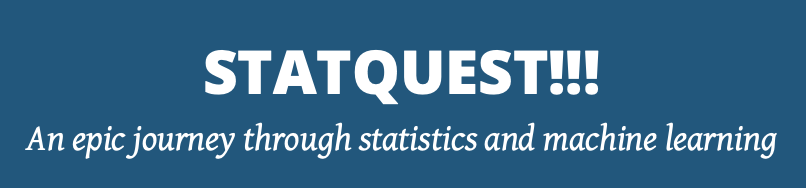 STATQUEST!!!
An epic journey through statistics and machine learning